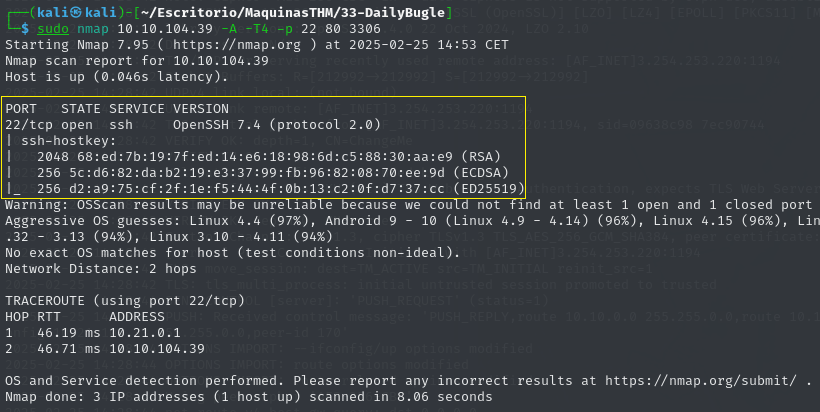 ┌──(kali㉿kali)-[~/Escritorio/MaquinasTHM/33-DailyBugle]
└─$ sudo nmap 10.10.104.39 -A -T4 -p 22 80 3306
Starting Nmap 7.95 ( https://nmap.org ) at 2025-02-25 14:53 CET
Nmap scan report for 10.10.104.39
Host is up (0.046s latency).

PORT   STATE SERVICE VERSION
22/tcp open  ssh     OpenSSH 7.4 (protocol 2.0)
| ssh-hostkey:
|   2048 68:ed:7b:19:7f:ed:14:e6:18:98:6d:c5:88:30:aa:e9 (RSA)
|   256 5c:d6:82:da:b2:19:e3:37:99:fb:96:82:08:70:ee:9d (ECDSA)
|_  256 d2:a9:75:cf:2f:1e:f5:44:4f:0b:13:c2:0f:d7:37:cc (ED25519)
Warning: OSScan results may be unreliable because we could not find at least 1 open and 1 closed port
Aggressive OS guesses: Linux 4.4 (97%), Android 9 - 10 (Linux 4.9 - 4.14) (96%), Linux 4.15 (96%), Lin
.32 - 3.13 (94%), Linux 3.10 - 4.11 (94%)
No exact OS matches for host (test conditions non-ideal).
Network Distance: 2 hops

TRACEROUTE (using port 22/tcp)
HOP RTT      ADDRESS
1   46.19 ms 10.21.0.1
2   46.71 ms 10.10.104.39

OS and Service detection performed. Please report any incorrect results at https://nmap.org/submit/ .
Nmap done: 3 IP addresses (1 host up) scanned in 8.06 seconds